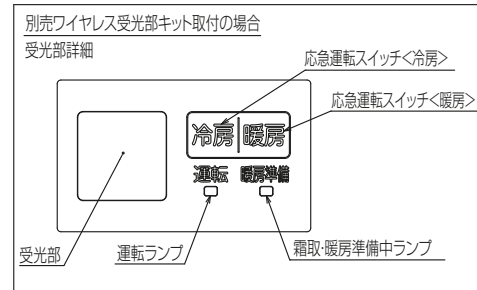 別売ワイヤレス受光部キット取付の場合
受光部詳細
応急運転スイッチ<冷房>
応急運転スイッチ<暖房>
冷房 暖房
運転 暖房準備
受光部
運転ランプ
霜取・暖房準備中ランプ